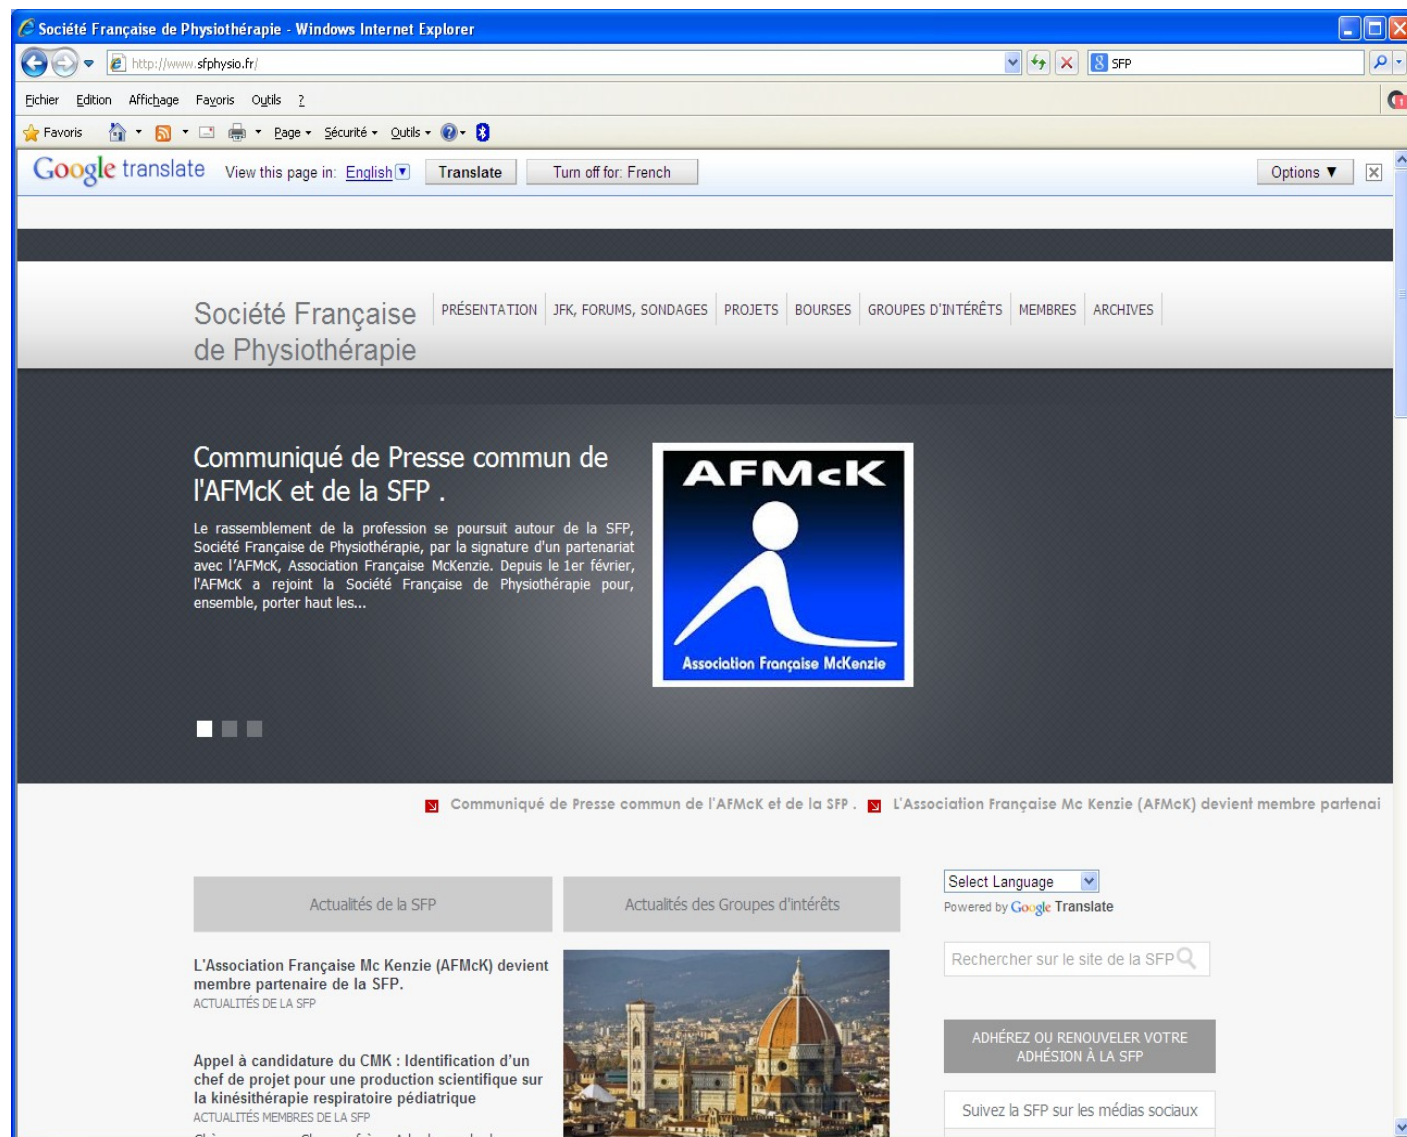 Société Française de Physiothérapie - Windows Internet Explorer
http://www.sfphysio.fr/
SFP
Fichier Edition Affichage Favoris Outils ?
Favoris Page Sécurité Outils
Google translate View this page in: English Translate Turn off for: French Options ▼
Société Française
de Physiothérapie
PRÉSENTATION JFK, FORUMS, SONDAGES PROJETS BOURSES GROUPES D'INTÉRÊTS MEMBRES ARCHIVES
Communiqué de Presse commun de
l'AFMcK et de la SFP .
Le rassemblement de la profession se poursuit autour de la SFP,
Société Française de Physiothérapie, par la signature d'un partenariat
avec l'AFMcK, Association Française McKenzie. Depuis le 1er février,
l'AFMcK a rejoint la Société Française de Physiothérapie pour,
ensemble, porter haut les...
AFMcK
Association Française McKenzie
Communiqué de Presse commun de l'AFMcK et de la SFP . L'Association Française Mc Kenzie (AFMcK) devient membre partenai
Actualités de la SFP
Actualités des Groupes d'intérêts
Select Language
Powered by Google Translate
Rechercher sur le site de la SFP
L'Association Française Mc Kenzie (AFMcK) devient
membre partenaire de la SFP.
ACTUALITÉS DE LA SFP
ADHÉREZ OU RENOUVELER VOTRE
ADHÉSION À LA SFP
Appel à candidature du CMK : Identification d'un
chef de projet pour une production scientifique sur
la kinésithérapie respiratoire pédiatrique
ACTUALITÉS MEMBRES DE LA SFP
Suivez la SFP sur les médias sociaux